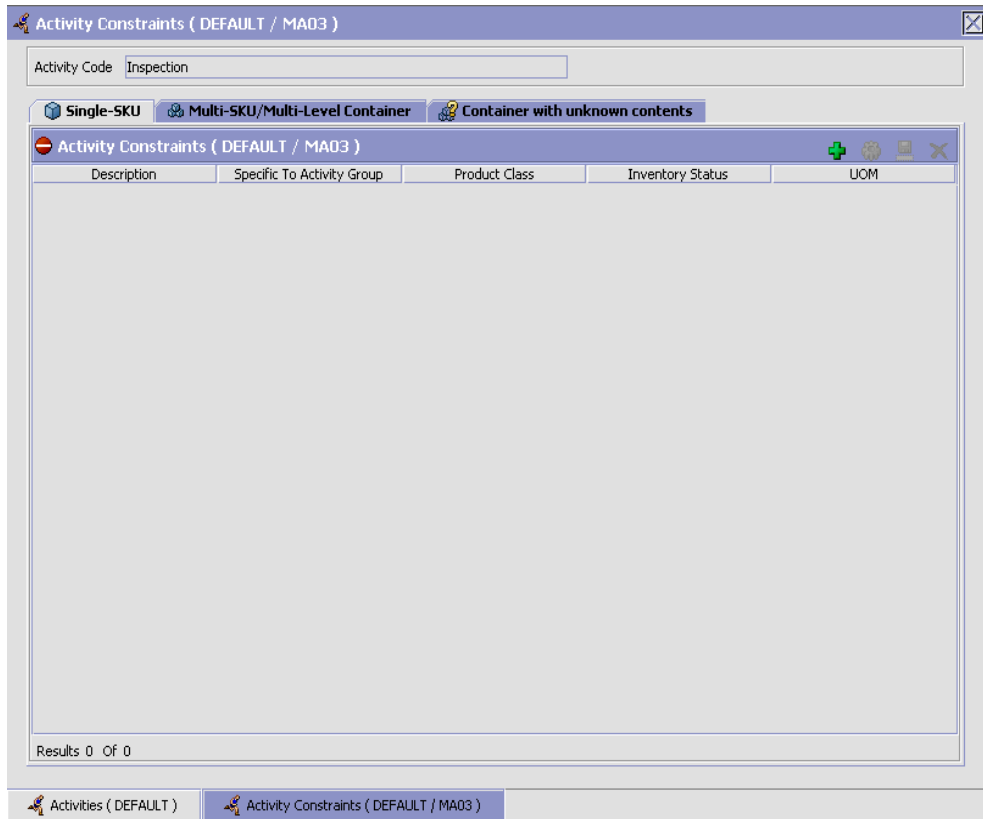 Activity Constraints ( DEFAULT / MA03 )
Activity Code Inspection
Single-SKU Multi-SKU/Multi-Level Container Container with unknown contents
Activity Constraints ( DEFAULT / MA03 )
Description Specific To Activity Group Product Class Inventory Status UOM
Results 0 Of 0
Activities ( DEFAULT ) Activity Constraints ( DEFAULT / MA03 )